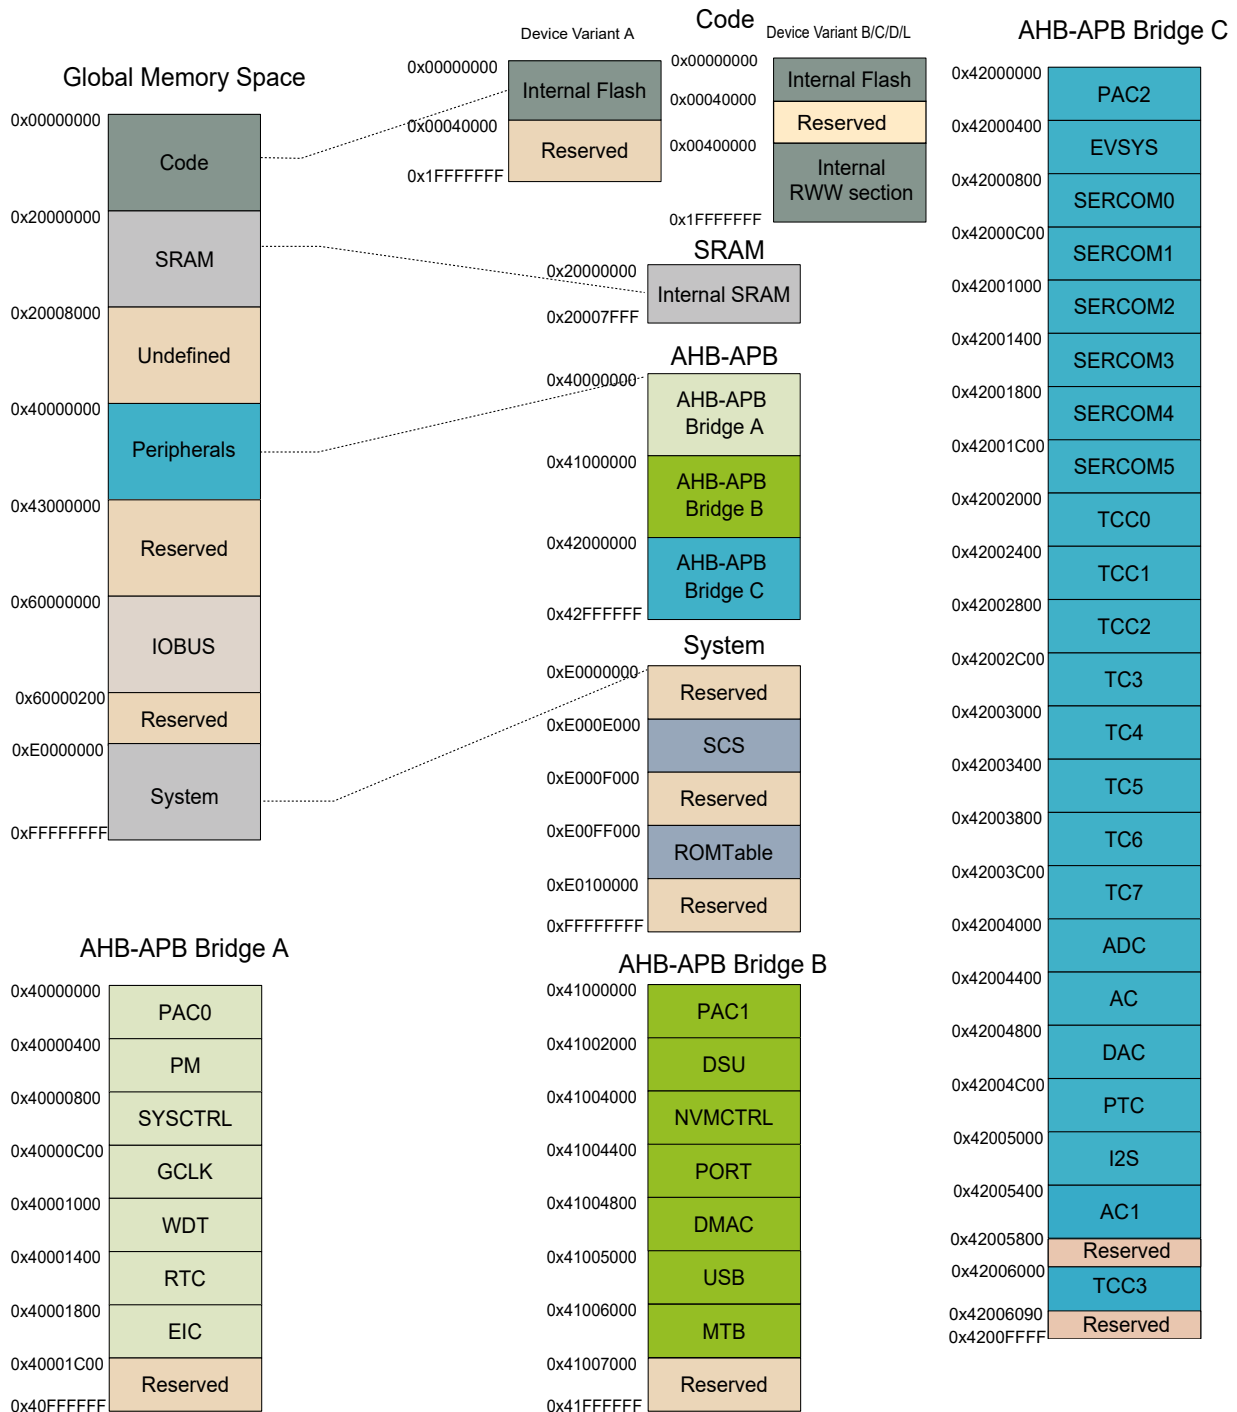 Global Memory Space
0x00000000
Code
0x20000000
SRAM
0x20008000
Undefined
0x40000000
Peripherals
0x43000000
Reserved
0x60000000
IOBUS
0x60000200
Reserved
0xE0000000
System
0xFFFFFFFF
Code
Device Variant A
0x00000000
Internal Flash
0x00040000
Reserved
0x1FFFFFFF
Device Variant B/C/D/L
0x00000000
Internal Flash
0x00040000
Reserved
0x00400000
Internal
RWW section
0x1FFFFFFF
SRAM
0x20000000
Internal SRAM
0x20007FFF
AHB-APB
0x40000000
AHB-APB
Bridge A
0x41000000
AHB-APB
Bridge B
0x42000000
AHB-APB
Bridge C
0x42FFFFFF
System
0xE0000000
Reserved
0xE000E000
SCS
0xE000F000
Reserved
0xE00FF000
ROMTable
0xE0100000
Reserved
0xFFFFFFFF
AHB-APB Bridge A
0x40000000
PAC0
0x40000400
PM
0x40000800
SYSCTRL
0x40000C00
GCLK
0x40001000
WDT
0x40001400
RTC
0x40001800
EIC
0x40001C00
Reserved
0x40FFFFFF
AHB-APB Bridge B
0x41000000
PAC1
0x41002000
DSU
0x41004000
NVMCTRL
0x41004400
PORT
0x41004800
DMAC
0x41005000
USB
0x41006000
MTB
0x41007000
Reserved
0x41FFFFFF
AHB-APB Bridge C
0x42000000
PAC2
0x42000400
EVSYS
0x42000800
SERCOM0
0x42000C00
SERCOM1
0x42001000
SERCOM2
0x42001400
SERCOM3
0x42001800
SERCOM4
0x42001C00
SERCOM5
0x42002000
TCC0
0x42002400
TCC1
0x42002800
TCC2
0x42002C00
TC3
0x42003000
TC4
0x42003400
TC5
0x42003800
TC6
0x42003C00
TC7
0x42004000
ADC
0x42004400
AC
0x42004800
DAC
0x42004C00
PTC
0x42005000
I2S
0x42005400
AC1
0x42005800
Reserved
0x42006000
TCC3
0x42006090
Reserved
0x4200FFFF